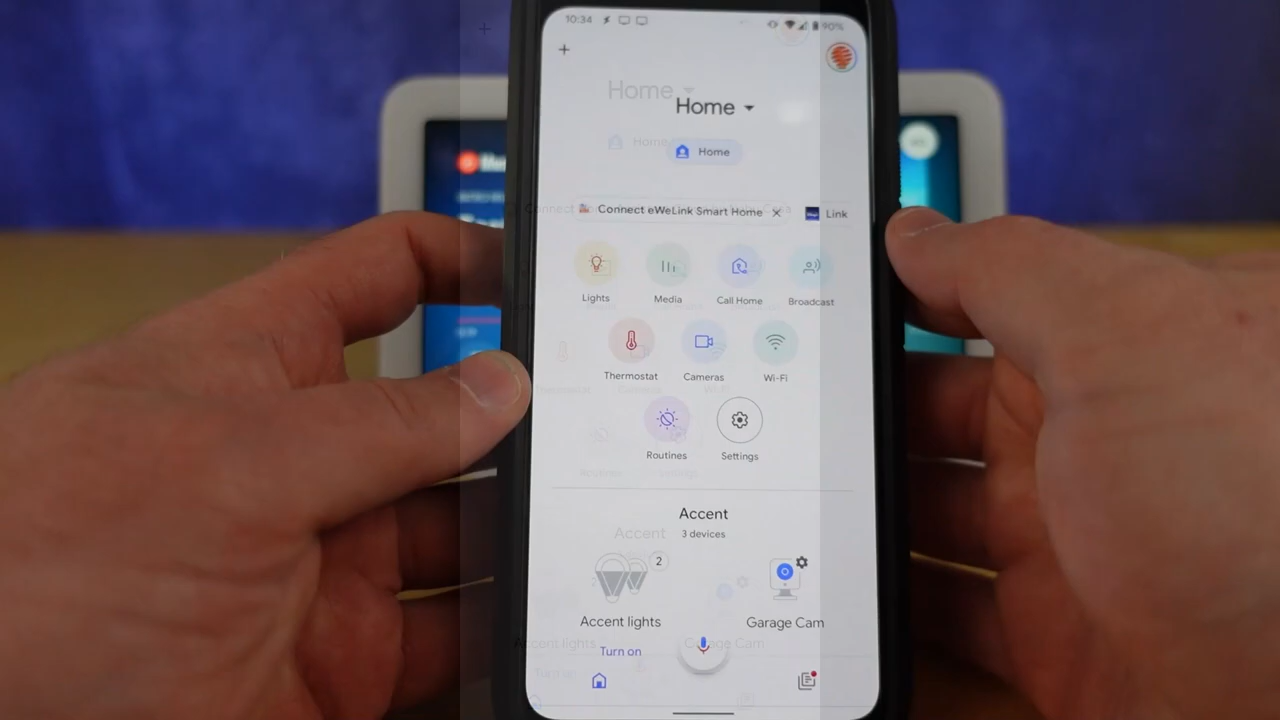 10:34
90%
Home
Home
Connect eWeLink Smart Home
Link
Lights
Media
Call Home
Broadcast
Thermostat
Cameras
Wi-Fi
Routines
Settings
Accent
3 devices
2
Accent lights
Garage Cam
Turn on